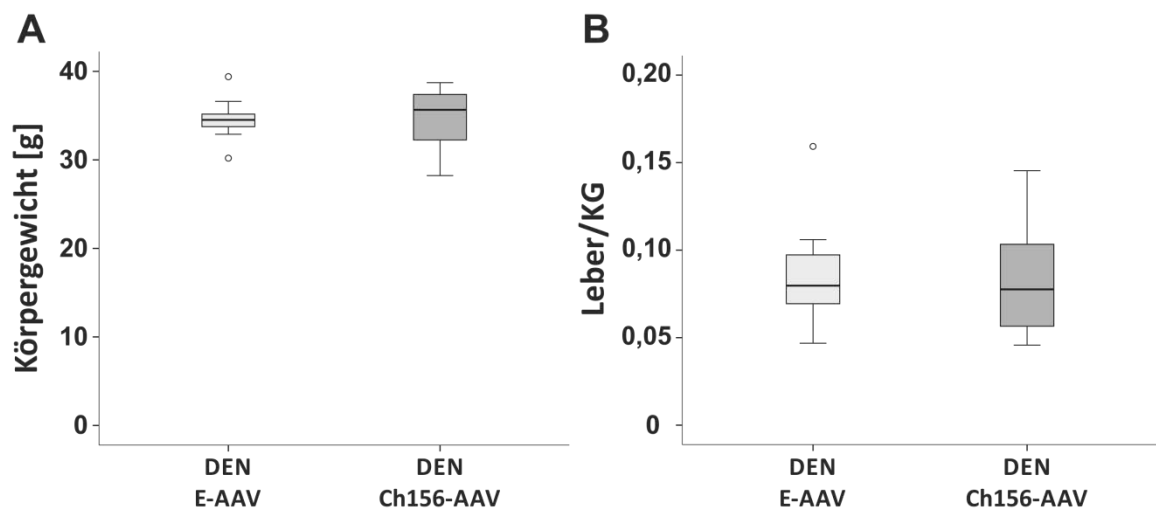 A
Körpergewicht [g]
40
30
20
10
0
DEN
E-AAV
DEN
Ch156-AAV
B
Leber/KG
0,20
0,15
0,10
0,05
0
DEN
E-AAV
DEN
Ch156-AAV